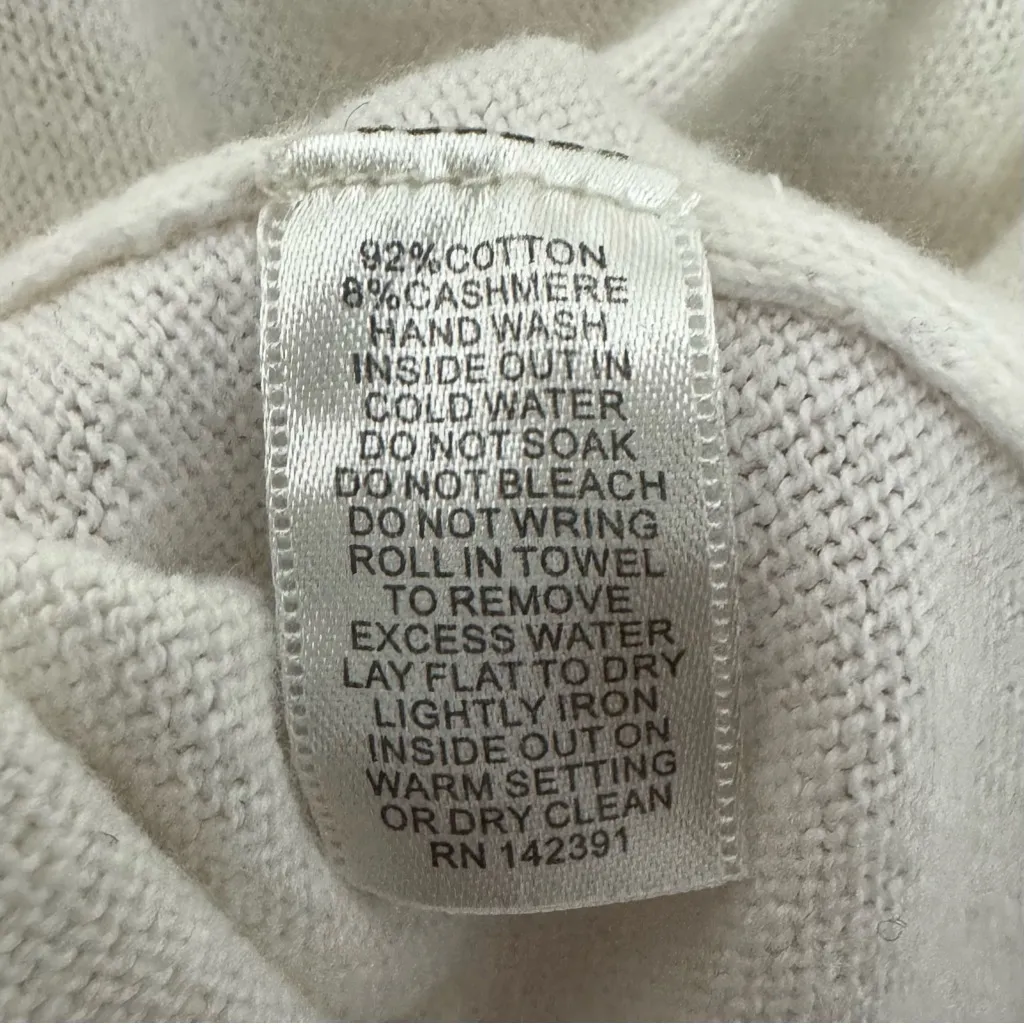 92% COTTON
8% CASHMERE
HAND WASH
INSIDE OUT IN
COLD WATER
DO NOT SOAK
DO NOT BLEACH
DO NOT WRING
ROLL IN TOWEL
TO REMOVE
EXCESS WATER
LAY FLAT TO DRY
LIGHTLY IRON
INSIDE OUT ON
WARM SETTING
OR DRY CLEAN
RN 142391